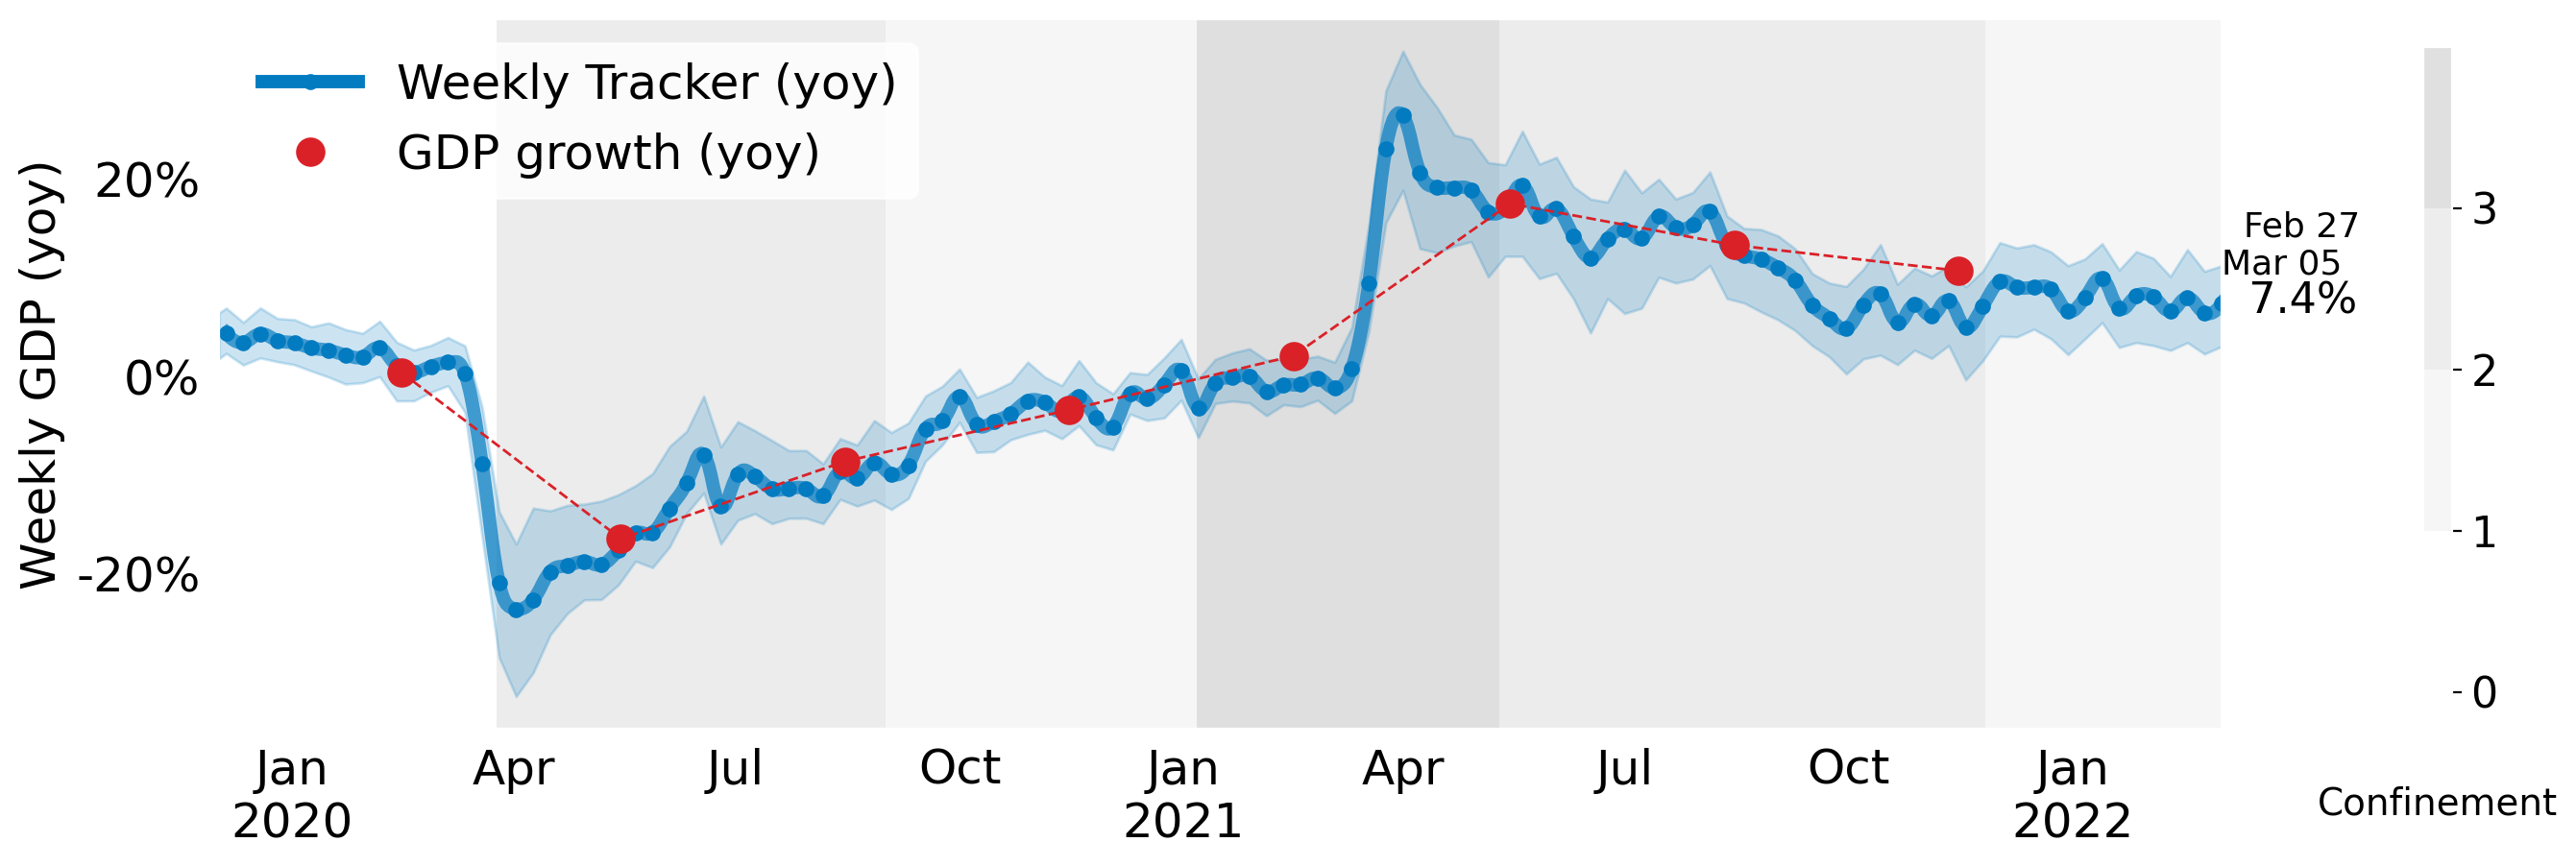 Weekly Tracker (yoy)
GDP growth (yoy)
Weekly GDP (yoy)
20%
0%
-20%
Jan
2020
Apr
Jul
Oct
Jan
2021
Apr
Jul
Oct
Jan
2022
Feb 27
Mar 05
7.4%
3
2
1
0
Confinement